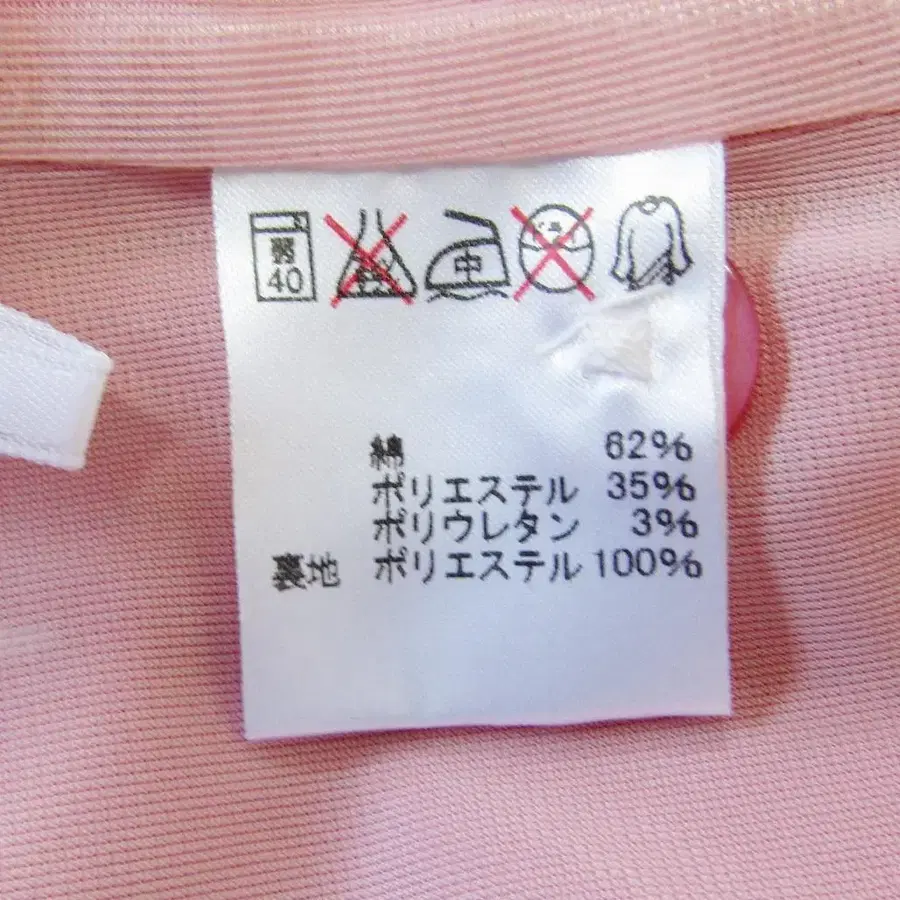 弱
40
中
綿 62%
ポリエステル 35%
ポリウレタン 3%
裏地 ポリエステル 100%